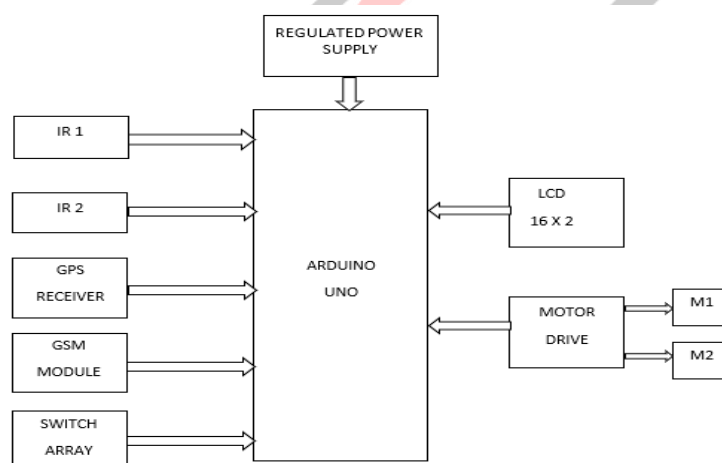 REGULATED POWER
SUPPLY
IR 1
IR 2
GPS
RECEIVER
GSM
MODULE
SWITCH
ARRAY
ARDUINO
UNO
LCD
16 X 2
MOTOR
DRIVE
M1
M2